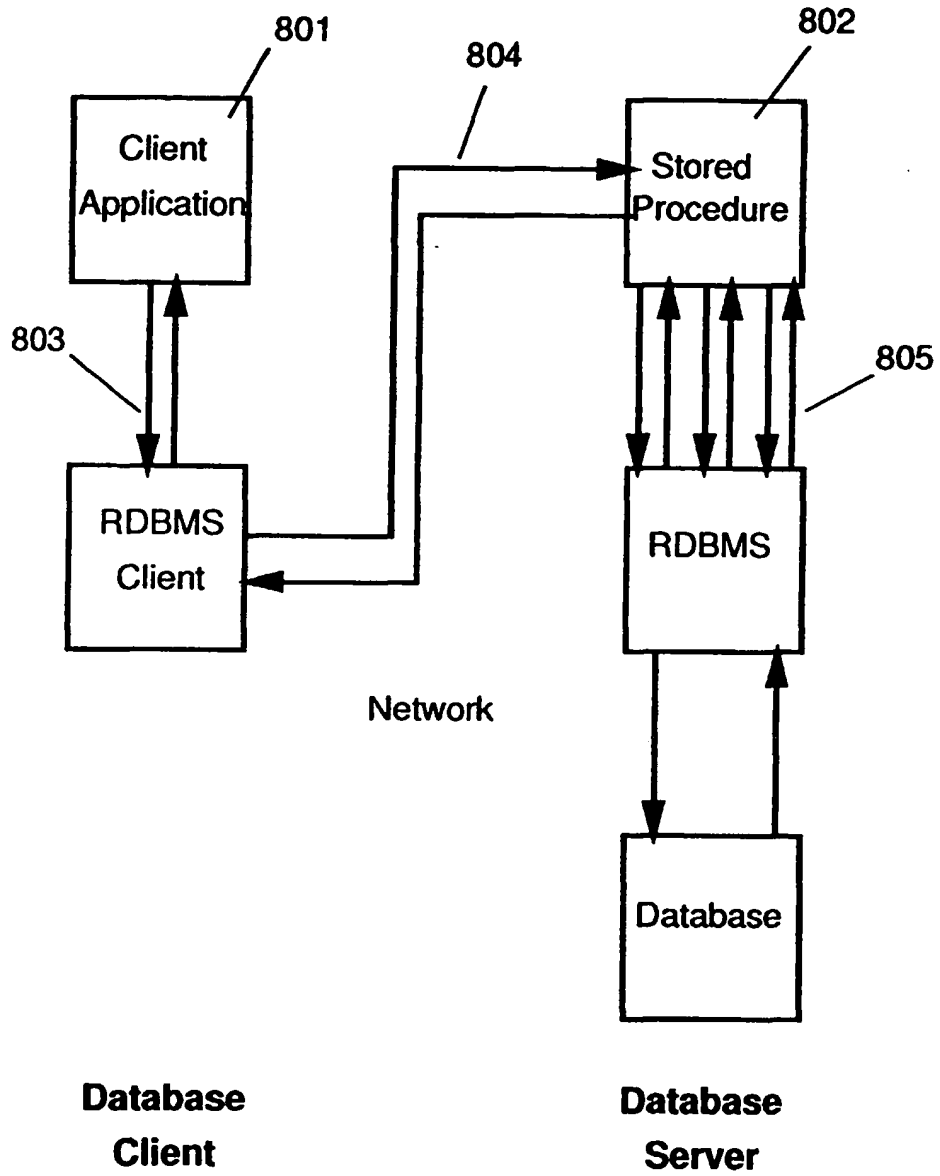 801
804
802
Client
Application
Stored
Procedure
803
805
RDBMS
Client
RDBMS
Network
Database
Database
Client
Database
Server